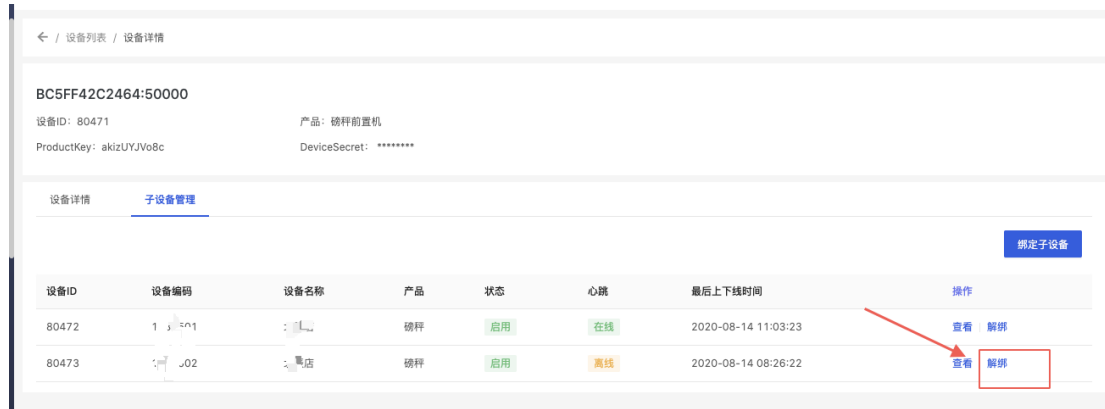 ← / 设备列表 / 设备详情
BC5FF42C2464:50000
设备ID: 80471 产品: 磅秤前置机
ProductKey: akizUYJVo8c DeviceSecret: ********
设备详情 子设备管理
绑定子设备
设备ID 设备编码 设备名称 产品 状态 心跳 最后上下线时间 操作
80472 磅秤 启用 在线 2020-08-14 11:03:23 查看 解绑
80473 店 磅秤 启用 离线 2020-08-14 08:26:22 查看 解绑